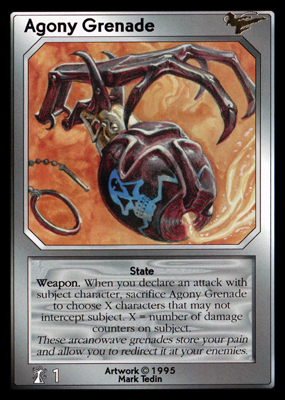 Agony Grenade
State
Weapon. When you declare an attack with
subject character, sacrifice Agony Grenade
to choose X characters that may
not intercept subject. X = number of damage
counters on subject.
These arcanowave grenades store your pain
and allow you to redirect it at your enemies.
1
Artwork © 1995
Mark Tedin